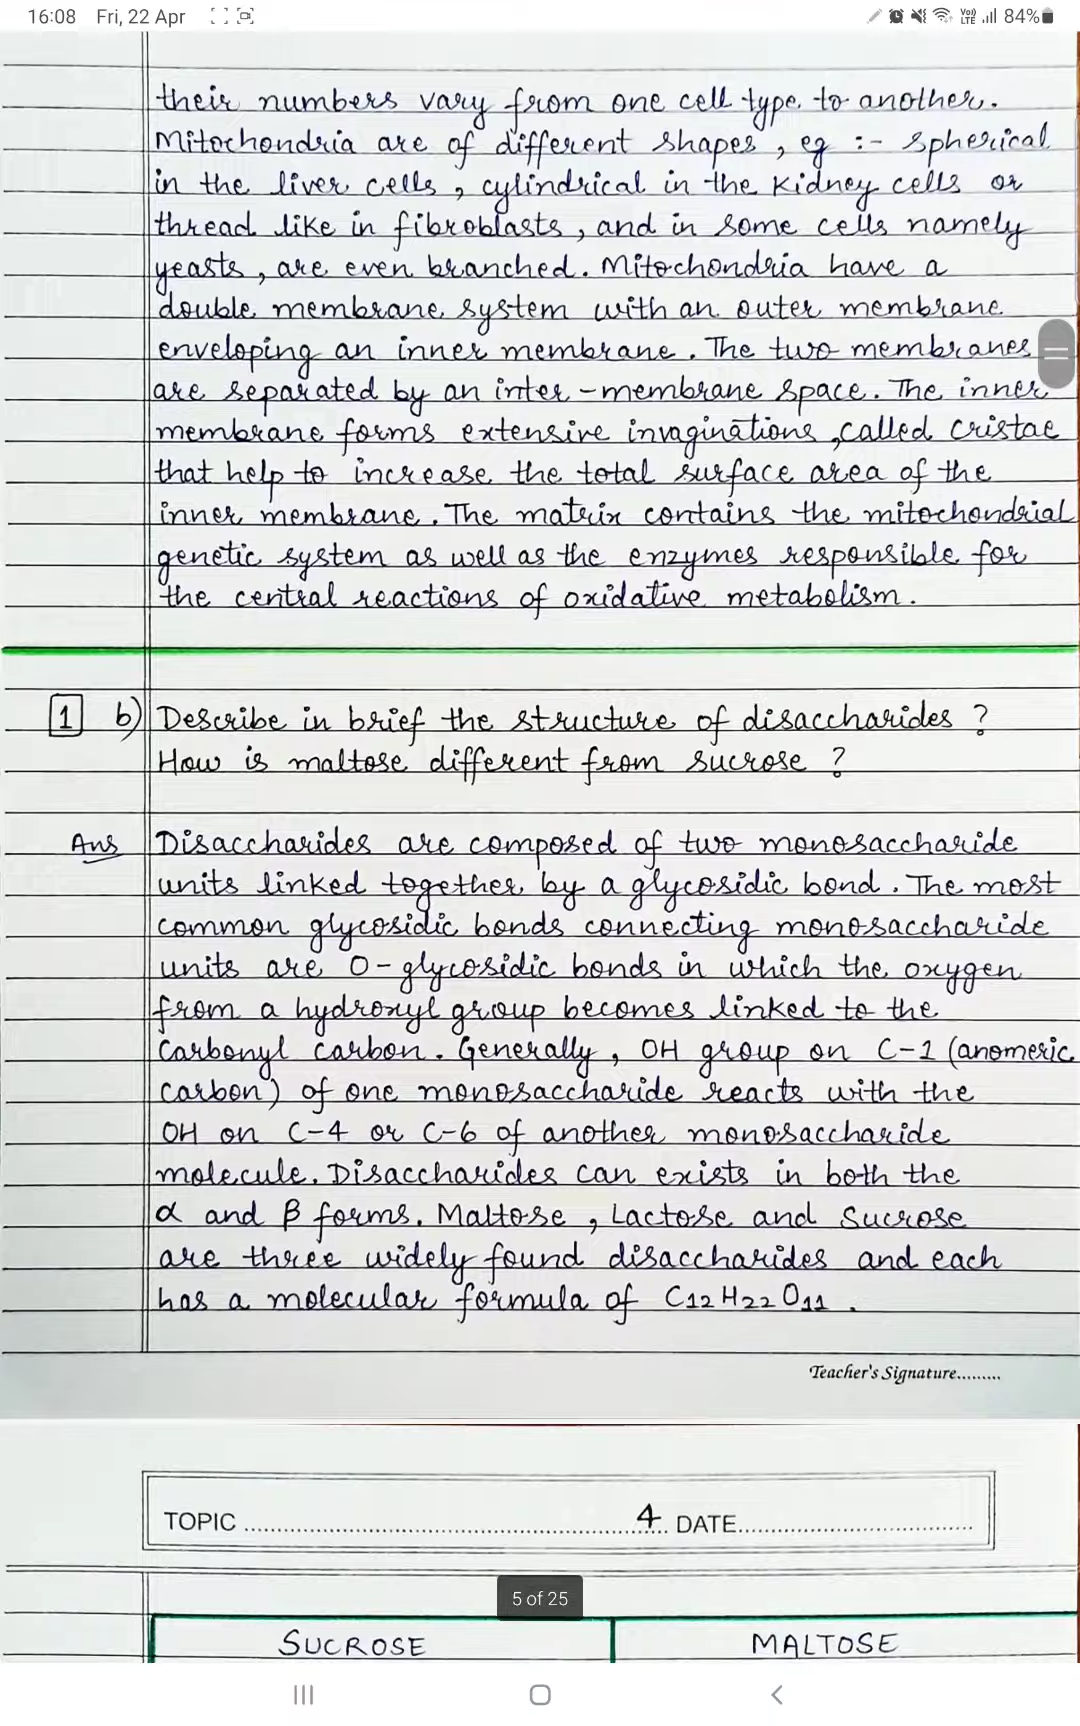 16:08 Fri, 22 Apr 84%
their numbers vary from one cell type to another.
Mitochondria are of different shapes, eg :- spherical
in the liver cells, cylindrical in the kidney cells or
thread like in fibroblasts, and in some cells namely
yeasts, are even branched. Mitochondria have a
double membrane system with an outer membrane
enveloping an inner membrane. The two membranes
are separated by an inter-membrane space. The inner
membrane forms extensive invaginations, called cristae
that help to increase the total surface area of the
inner membrane. The matrix contains the mitochondrial
genetic system as well as the enzymes responsible for
the central reactions of oxidative metabolism.
1 b) Describe in brief the structure of disaccharides ?
How is maltose different from sucrose ?
Ans Disaccharides are composed of two monosaccharide
units linked together by a glycosidic bond. The most
common glycosidic bonds connecting monosaccharide
units are O-glycosidic bonds in which the oxygen
from a hydroxyl group becomes linked to the
carbonyl carbon. Generally, OH group on C-1 (anomeric
carbon) of one monosaccharide reacts with the
OH on C-4 or C-6 of another monosaccharide
molecule. Disaccharides can exists in both the
α and β forms. Maltose, Lactose and Sucrose
are three widely found disaccharides and each
has a molecular formula of C12H22O11.
Teacher's Signature.........
TOPIC ............ 4 DATE............
5 of 25
SUCROSE MALTOSE